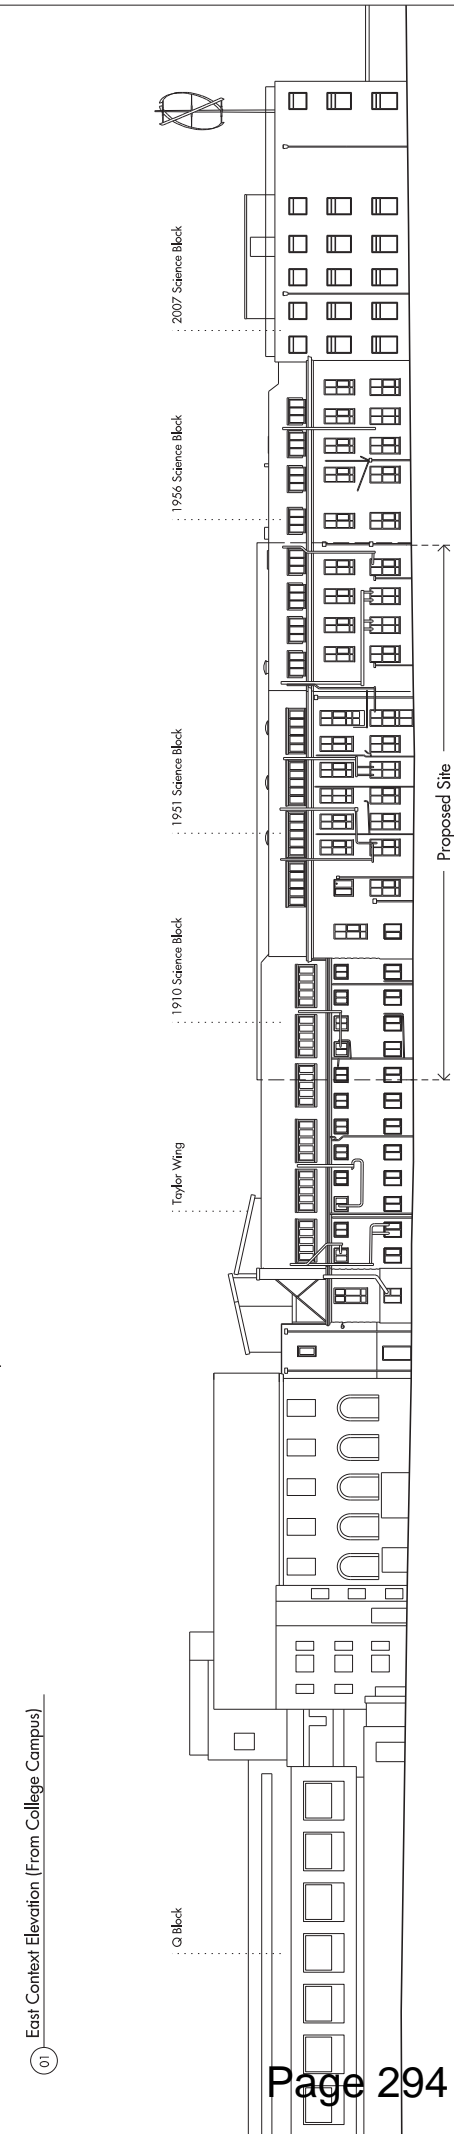 01
East Context Elevation (From College Campus)
Q Block
Taylor Wing
1910 Science Block
1951 Science Block
1956 Science Block
2007 Science Block
Proposed Site
Page 294